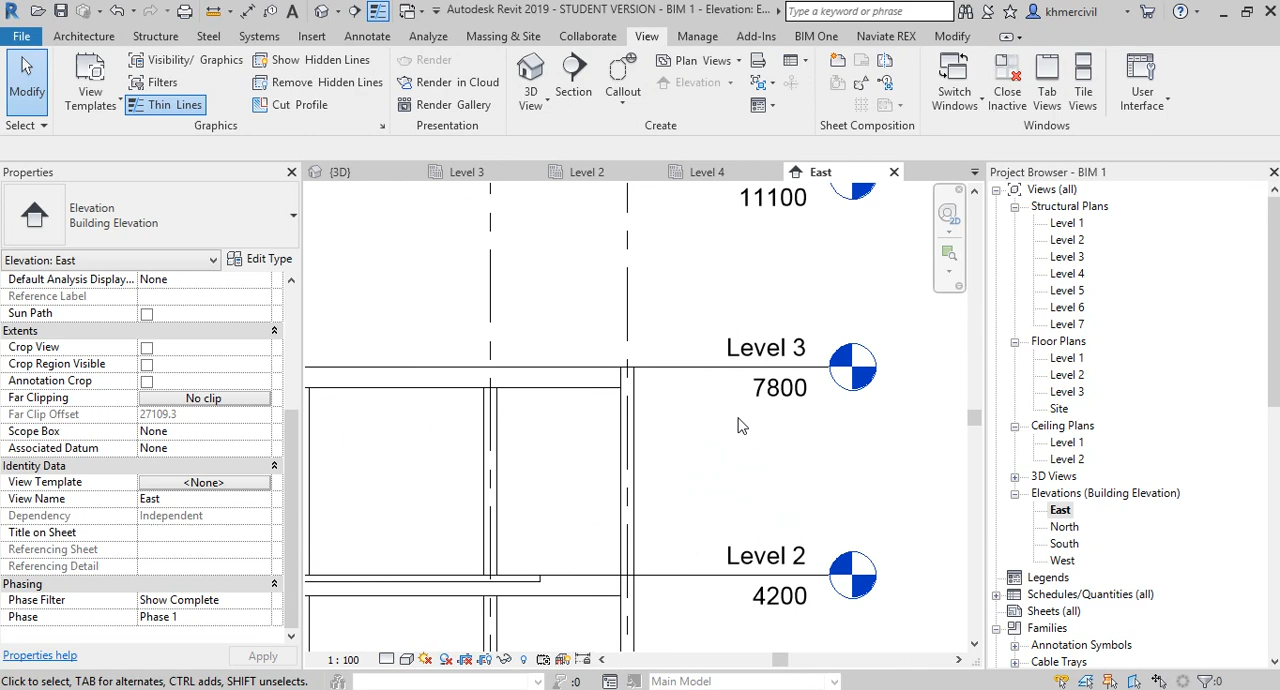 Autodesk Revit 2019 - STUDENT VERSION - BIM 1 - Elevation: E...
Type a keyword or phrase
khmercivil
File
Architecture
Structure
Steel
Systems
Insert
Annotate
Analyze
Massing & Site
Collaborate
View
Manage
Add-Ins
BIM One
Naviate REX
Modify
Modify
View
Templates
Visibility/ Graphics
Filters
Thin Lines
Show Hidden Lines
Remove Hidden Lines
Cut Profile
Render
Render in Cloud
Render Gallery
3D
View
Section
Callout
Plan Views
Elevation
Switch
Windows
Close
Inactive
Tab
Views
Tile
Views
User
Interface
Select
Graphics
Presentation
Create
Sheet Composition
Windows
Properties
{3D}
Level 3
Level 2
Level 4
East
Project Browser - BIM 1
Elevation
Building Elevation
Elevation: East
Edit Type
Default Analysis Display... None
Reference Label
Sun Path
Extents
Crop View
Crop Region Visible
Annotation Crop
Far Clipping No clip
Far Clip Offset 27109.3
Scope Box None
Associated Datum None
Identity Data
View Template <None>
View Name East
Dependency Independent
Title on Sheet
Referencing Sheet
Referencing Detail
Phasing
Phase Filter Show Complete
Phase Phase 1
Properties help
Apply
11100
Level 3
7800
Level 2
4200
2D
Views (all)
Structural Plans
Level 1
Level 2
Level 3
Level 4
Level 5
Level 6
Level 7
Floor Plans
Level 1
Level 2
Level 3
Site
Ceiling Plans
Level 1
Level 2
3D Views
Elevations (Building Elevation)
East
North
South
West
Legends
Schedules/Quantities (all)
Sheets (all)
Families
Annotation Symbols
Cable Trays
1 : 100
Click to select, TAB for alternates, CTRL adds, SHIFT unselects.
:0
Main Model
:0